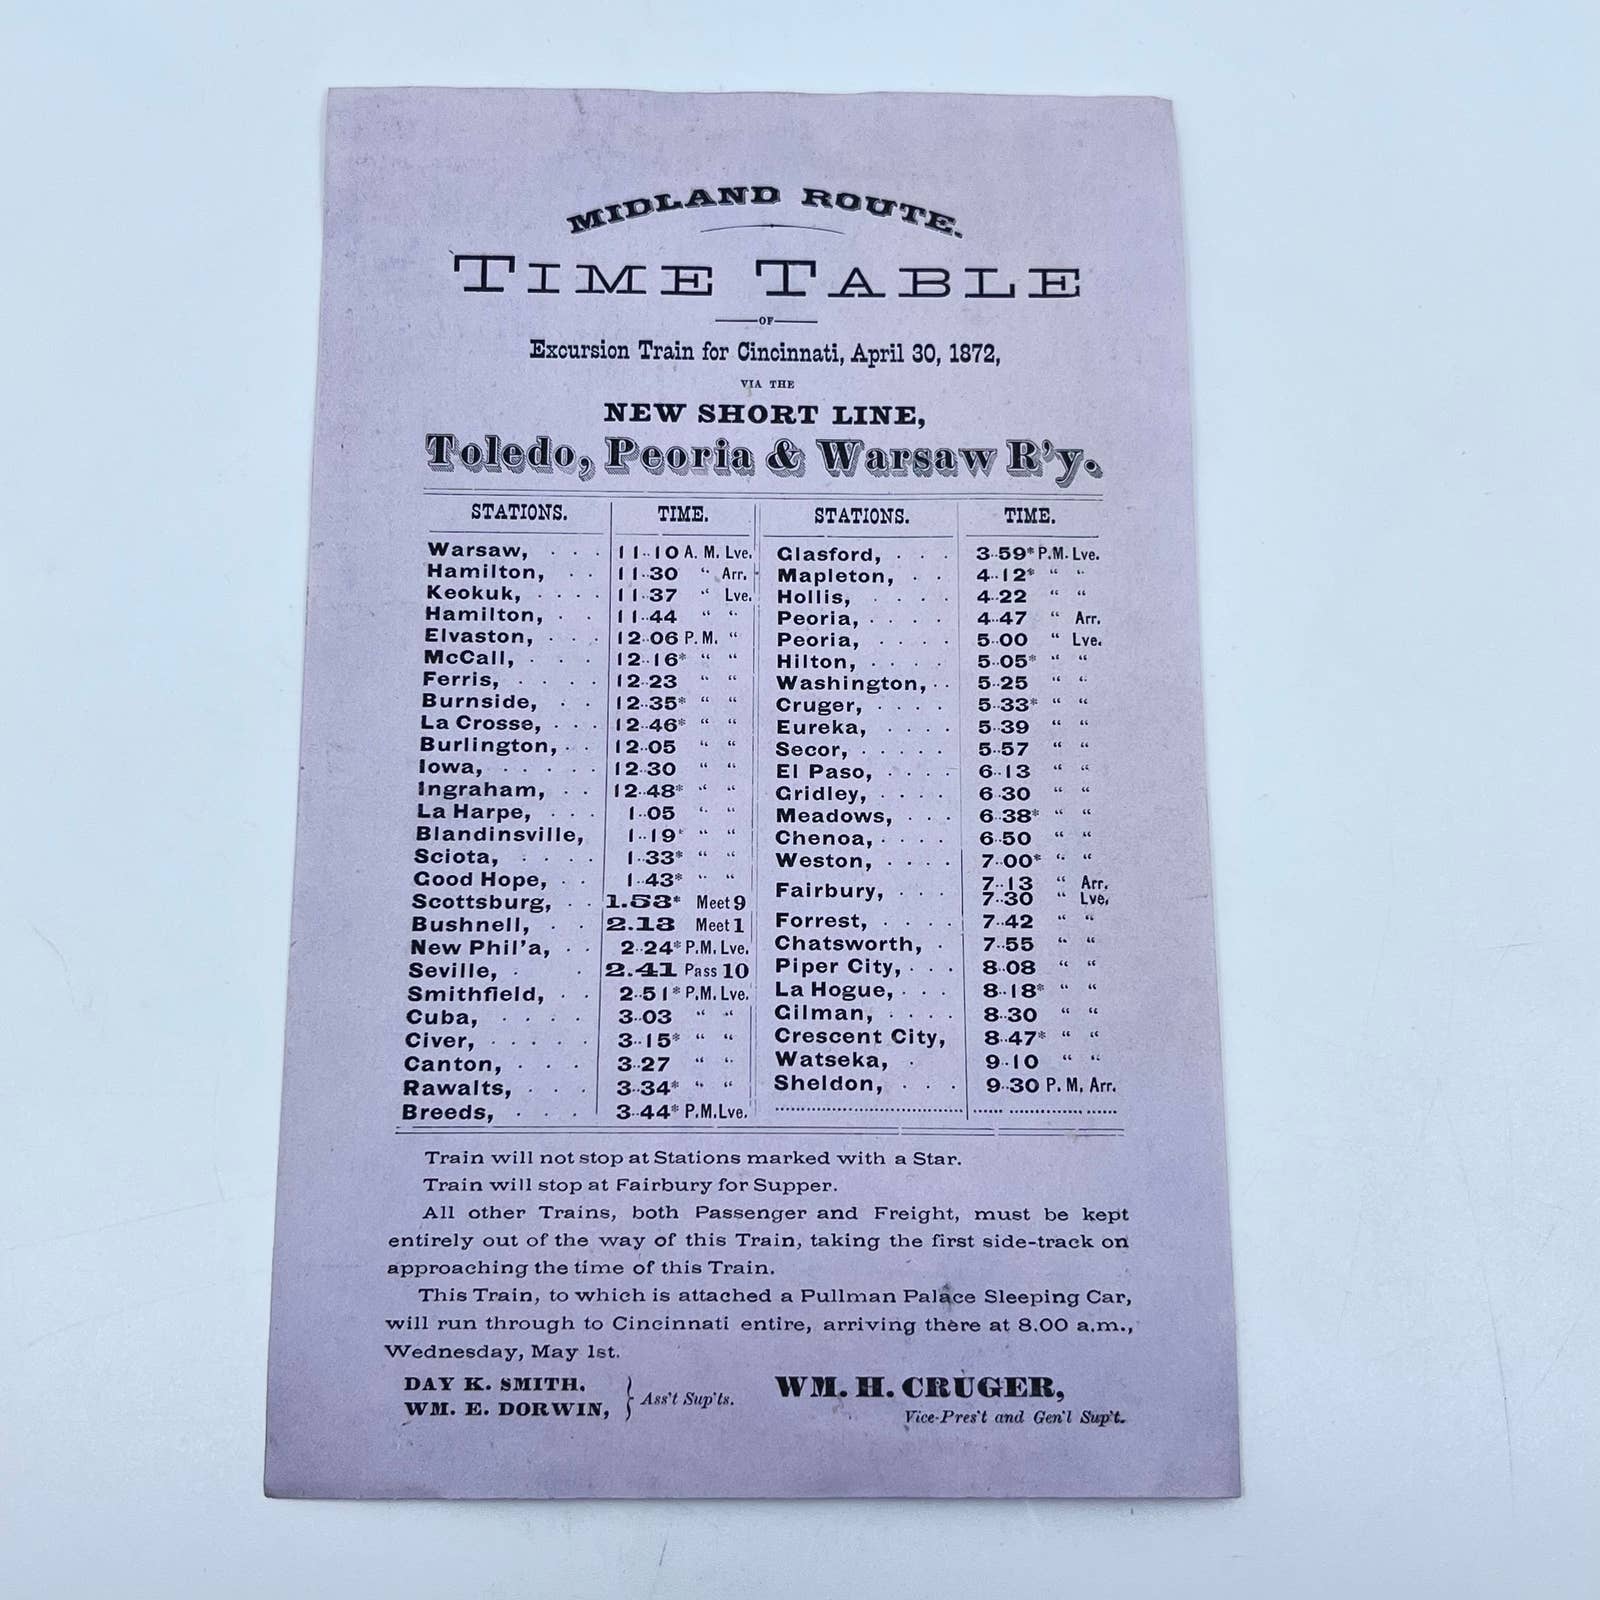 MIDLAND ROUTE.
TIME TABLE
OF
Excursion Train for Cincinnati, April 30, 1872,
VIA THE
NEW SHORT LINE,
Toledo, Peoria & Warsaw R'y.
STATIONS. TIME.
Warsaw, . . . 11..10 A. M. Lve.
Hamilton, . . 11..30 " Arr.
Keokuk, . . . . 11..37 " Lve.
Hamilton, . . 11..44 " "
Elvaston, . . . 12..06 P. M. "
McCall, . . . . 12..16* " "
Ferris, . . . . 12..23 " "
Burnside, . . 12..35* " "
La Crosse, . . . 12..46* " "
Burlington, . . 12..05 " "
Iowa, . . . . . 12..30 " "
Ingraham, . . 12..48* " "
La Harpe, . . . 1..05 " "
Blandinsville, 1..19* " "
Sciota, . . . . 1..33* " "
Good Hope, . . 1..43* " "
Scottsburg, . . 1.53* Meet 9
Bushnell, . . 2.13 Meet 1
New Phil'a, . . 2..24* P.M. Lve.
Seville, . . 2.41 Pass 10
Smithfield, . . 2..51* P.M. Lve.
Cuba, . . . . 3..03 " "
Civer, . . . . . 3..15* " "
Canton, . . . 3..27 " "
Rawalts, . . . 3..34* " "
Breeds, . . . 3..44* P.M. Lve.
STATIONS. TIME.
Glasford, . . . 3..59* P.M. Lve.
Mapleton, . . 4..12* " "
Hollis, . . . . 4..22 " "
Peoria, . . . . 4..47 " Arr.
Peoria, . . . . 5..00 " Lve.
Hilton, . . . . 5..05* " "
Washington, . . 5..25 " "
Cruger, . . . . 5..33* " "
Eureka, . . . . 5..39 " "
Secor, . . . . . 5..57 " "
El Paso, . . . . 6..13 " "
Gridley, . . . . 6 30 " "
Meadows, . . . 6..38* " "
Chenoa, . . . . 6..50 " "
Weston, . . . . 7..00* " "
Fairbury, . . . 7..13 " Arr.
7..30 " Lve.
Forrest, . . . 7..42 " "
Chatsworth, . 7..55 " "
Piper City, . . . 8..08 " "
La Hogue, . . . 8..18* " "
Gilman, . . . . 8..30 " "
Crescent City, 8..47* " "
Watseka, . 9..10 " "
Sheldon, . . . 9..30 P. M. Arr.
Train will not stop at Stations marked with a Star.
Train will stop at Fairbury for Supper.
All other Trains, both Passenger and Freight, must be kept
entirely out of the way of this Train, taking the first side-track on
approaching the time of this Train.
This Train, to which is attached a Pullman Palace Sleeping Car,
will run through to Cincinnati entire, arriving there at 8.00 a.m.,
Wednesday, May 1st.
DAY K. SMITH,
WM. E. DORWIN, } Ass't Sup'ts.
WM. H. CRUGER,
Vice-Pres't and Gen'l Sup't.